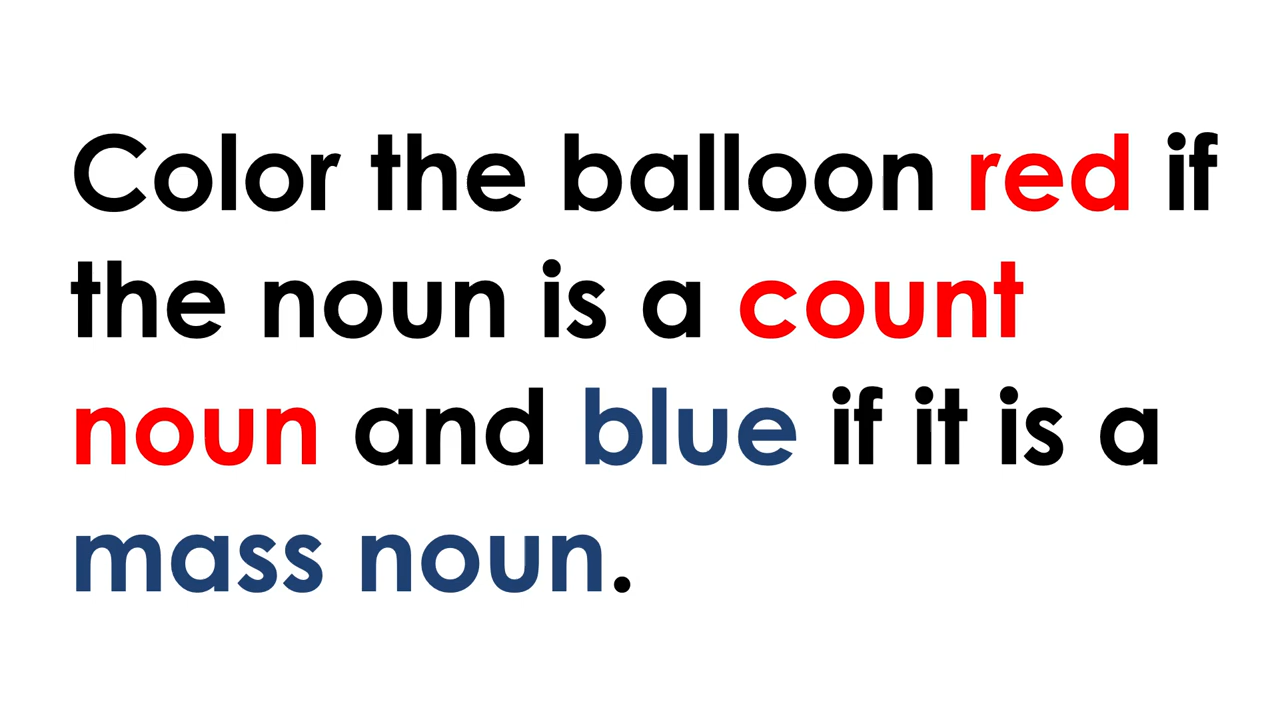 Color the balloon red if
the noun is a count
noun and blue if it is a
mass noun.